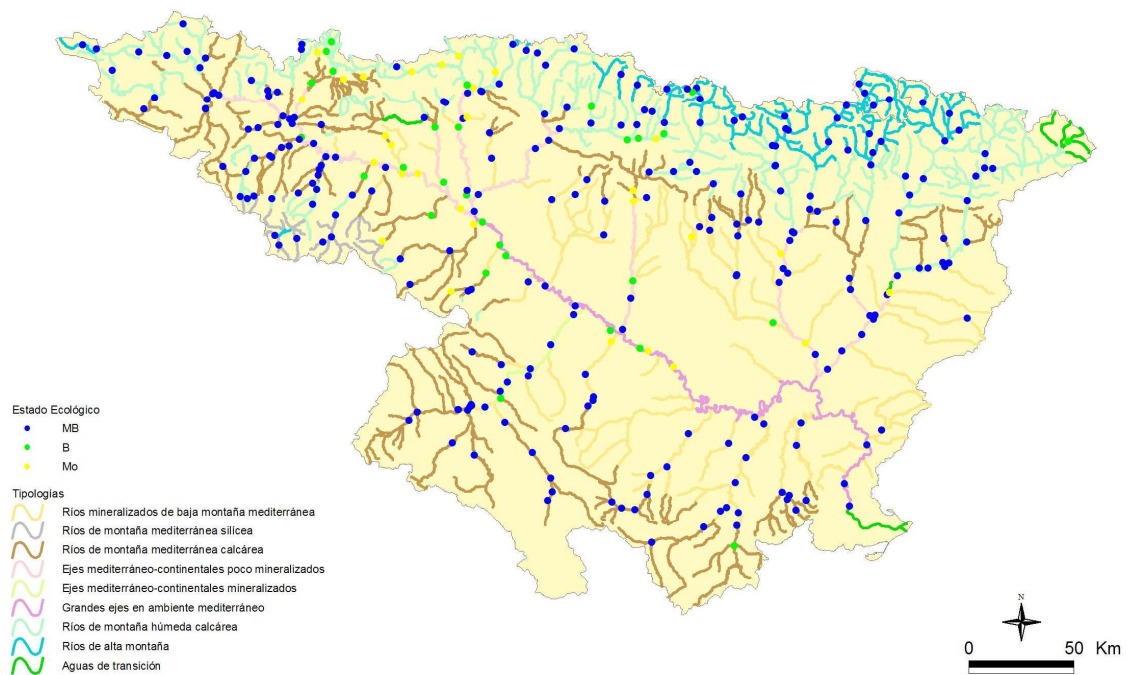 Estado Ecológico
MB
B
Mo
Tipologías
Ríos mineralizados de baja montaña mediterránea
Ríos de montaña mediterránea silícea
Ríos de montaña mediterránea calcárea
Ejes mediterráneo-continentales poco mineralizados
Ejes mediterráneo-continentales mineralizados
Grandes ejes en ambiente mediterráneo
Ríos de montaña húmeda calcárea
Ríos de alta montaña
Aguas de transición
N
0 50 Km